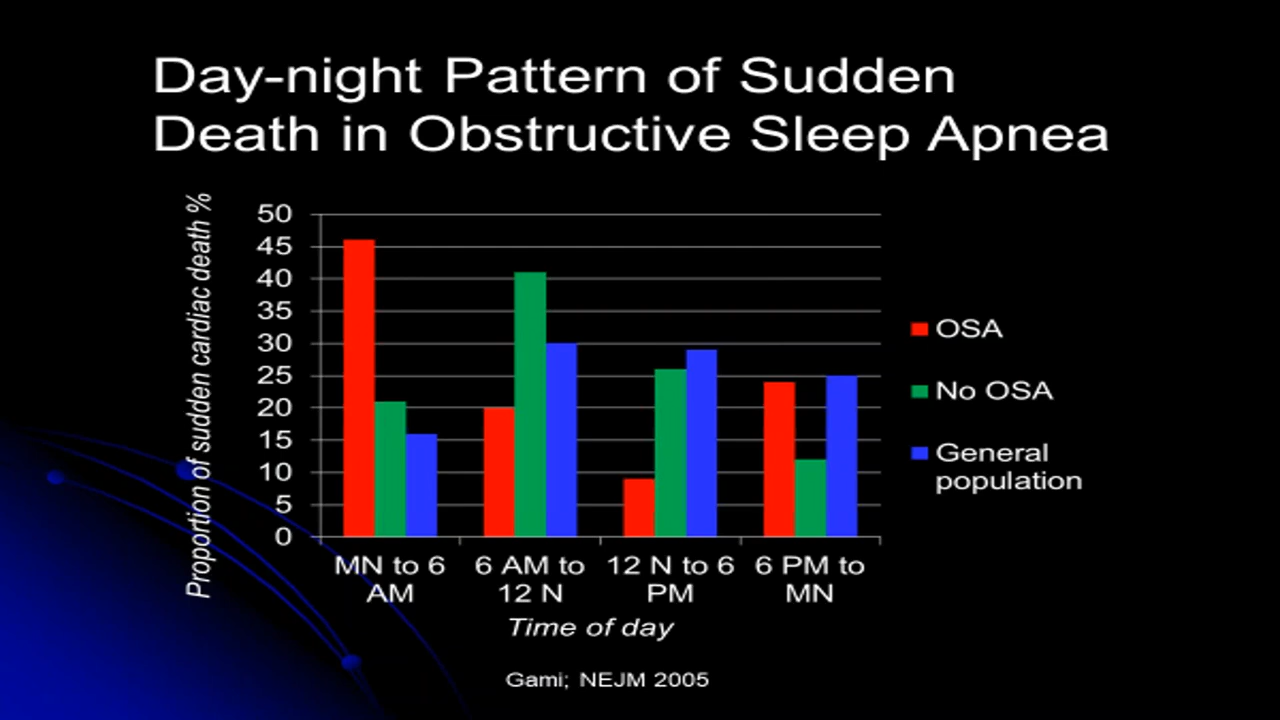 Day-night Pattern of Sudden
Death in Obstructive Sleep Apnea
Proportion of sudden cardiac death %
50
45
40
35
30
25
20
15
10
5
0
MN to 6
AM
6 AM to
12 N
12 N to 6
PM
6 PM to
MN
Time of day
OSA
No OSA
General
population
Gami; NEJM 2005